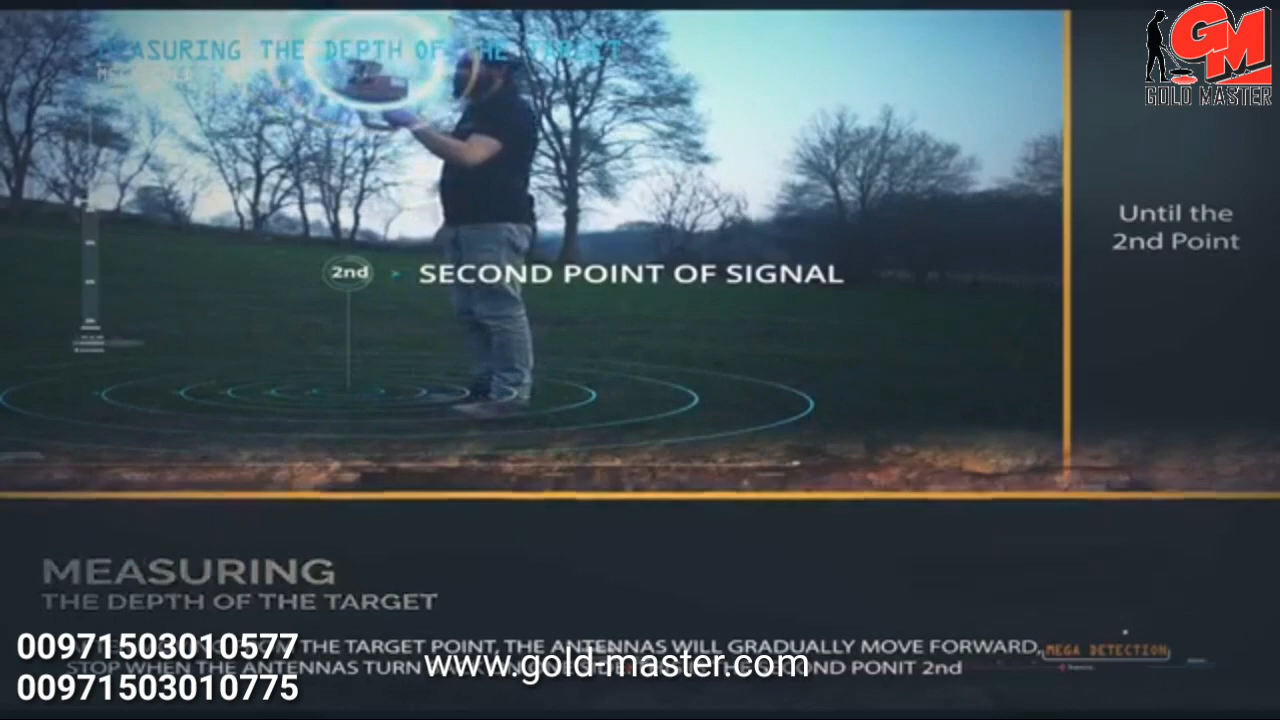 MEASURING THE DEPTH OF THE TARGET
GM
GOLD MASTER
Until the
2nd Point
2nd
SECOND POINT OF SIGNAL
MEASURING
THE DEPTH OF THE TARGET
THE TARGET POINT, THE ANTENNAS WILL GRADUALLY MOVE FORWARD,
STOP WHEN THE ANTENNAS TURN
PONIT 2nd
MEGA DETECTION
00971503010577
www.gold-master.com
00971503010775